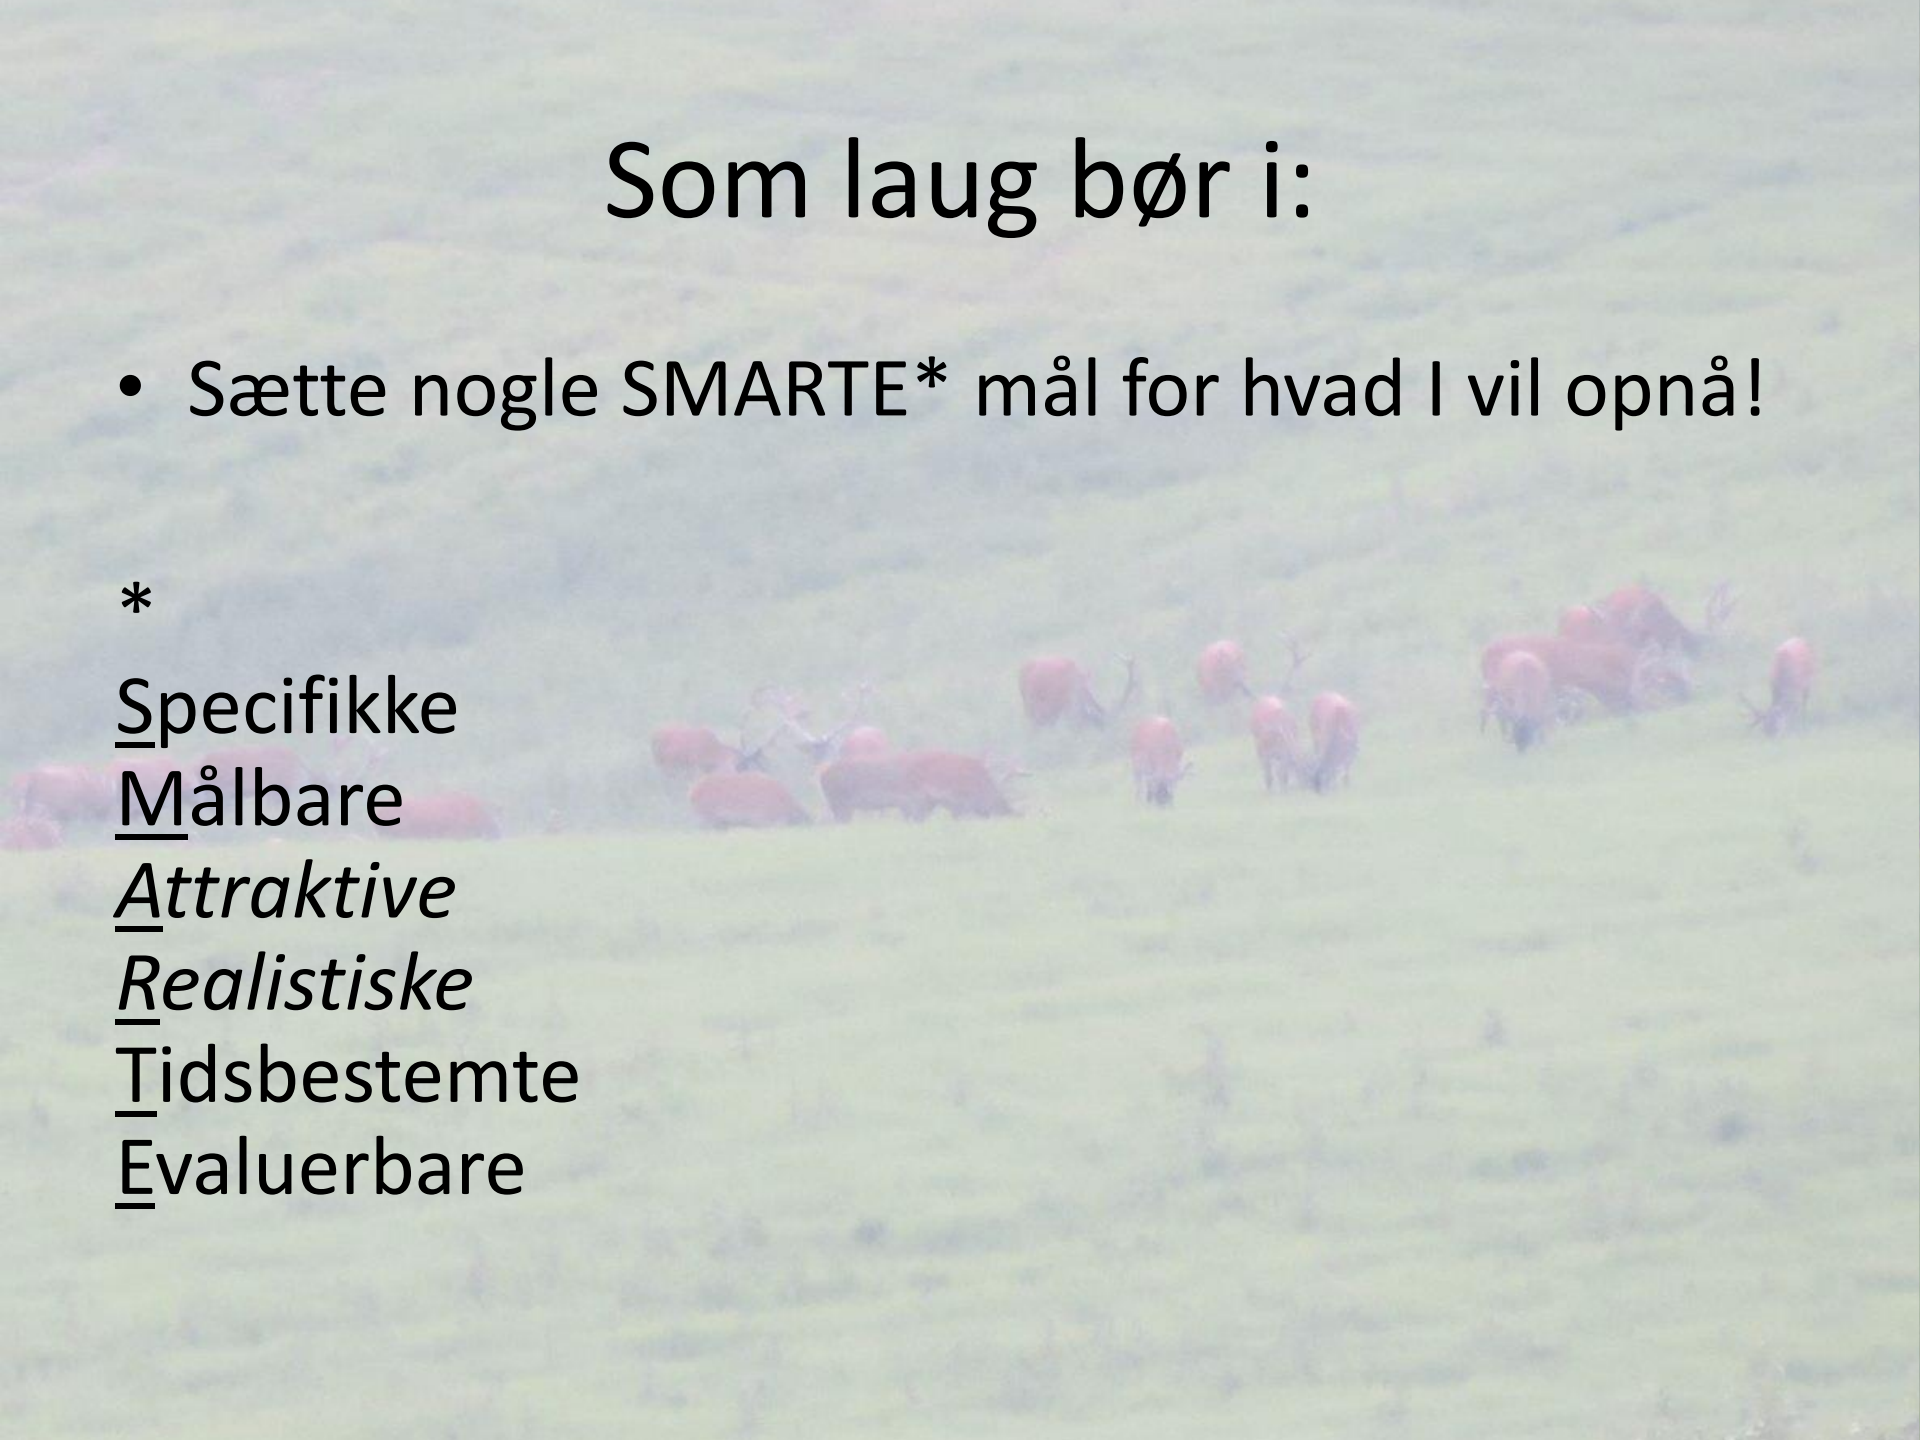 Som laug bør i:
• Sætte nogle SMARTE* mål for hvad I vil opnå!
*
Specifikke
Målbare
Attraktive
Realistiske
Tidsbestemte
Evaluerbare